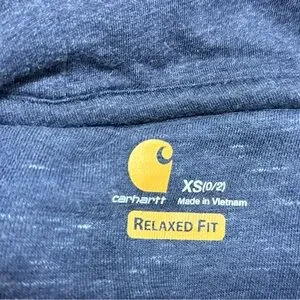 XS(0/2)
carhartt Made in Vietnam
RELAXED FIT